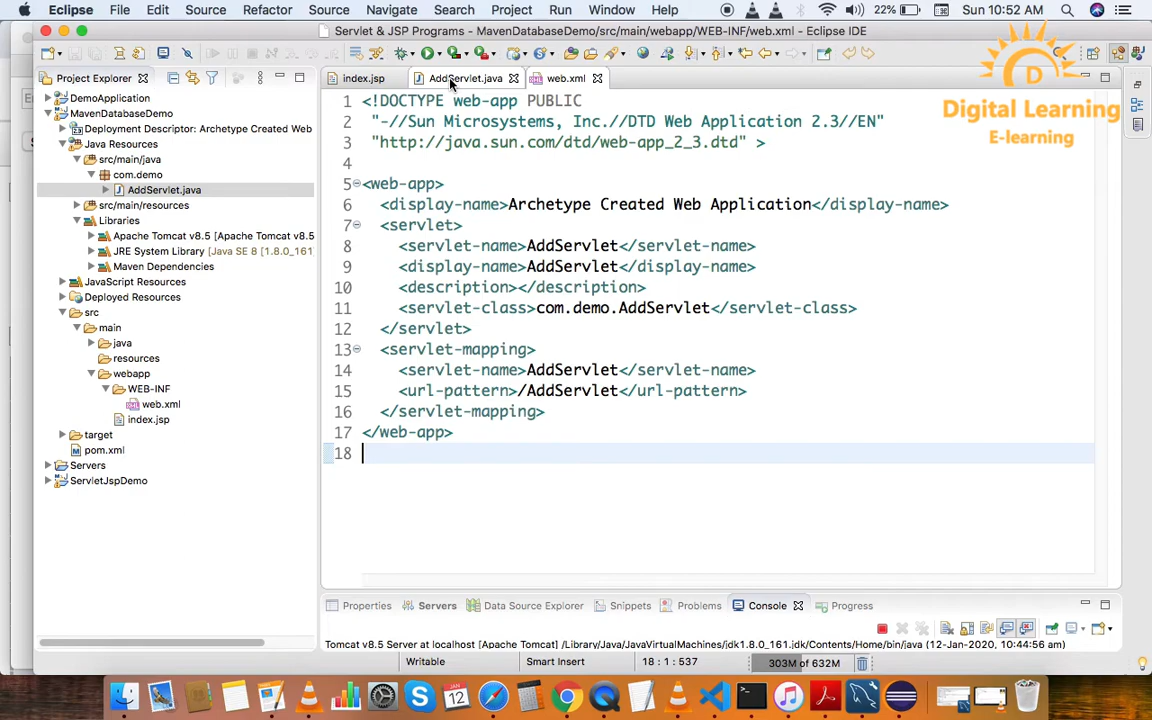 Eclipse File Edit Source Refactor Source Navigate Search Project Run Window Help 22% Sun 10:52 AM
Servlet & JSP Programs - MavenDatabaseDemo/src/main/webapp/WEB-INF/web.xml - Eclipse IDE
Digital Learning
E-learning
Project Explorer
DemoApplication
MavenDatabaseDemo
Deployment Descriptor: Archetype Created Web
Java Resources
src/main/java
com.demo
AddServlet.java
src/main/resources
Libraries
Apache Tomcat v8.5 [Apache Tomcat v8.5
JRE System Library [Java SE 8 [1.8.0_161]
Maven Dependencies
JavaScript Resources
Deployed Resources
src
main
java
resources
webapp
WEB-INF
web.xml
index.jsp
target
pom.xml
Servers
ServletJspDemo
index.jsp AddServlet.java web.xml
1 <!DOCTYPE web-app PUBLIC
2 "-//Sun Microsystems, Inc.//DTD Web Application 2.3//EN"
3 "http://java.sun.com/dtd/web-app_2_3.dtd" >
4
5 <web-app>
6 <display-name>Archetype Created Web Application</display-name>
7 <servlet>
8 <servlet-name>AddServlet</servlet-name>
9 <display-name>AddServlet</display-name>
10 <description></description>
11 <servlet-class>com.demo.AddServlet</servlet-class>
12 </servlet>
13 <servlet-mapping>
14 <servlet-name>AddServlet</servlet-name>
15 <url-pattern>/AddServlet</url-pattern>
16 </servlet-mapping>
17 </web-app>
18
Properties Servers Data Source Explorer Snippets Problems Console Progress
Tomcat v8.5 Server at localhost [Apache Tomcat] /Library/Java/JavaVirtualMachines/jdk1.8.0_161.jdk/Contents/Home/bin/java (12-Jan-2020, 10:44:56 am)
Writable Smart Insert 18 : 1 : 537 303M of 632M
JAN
12